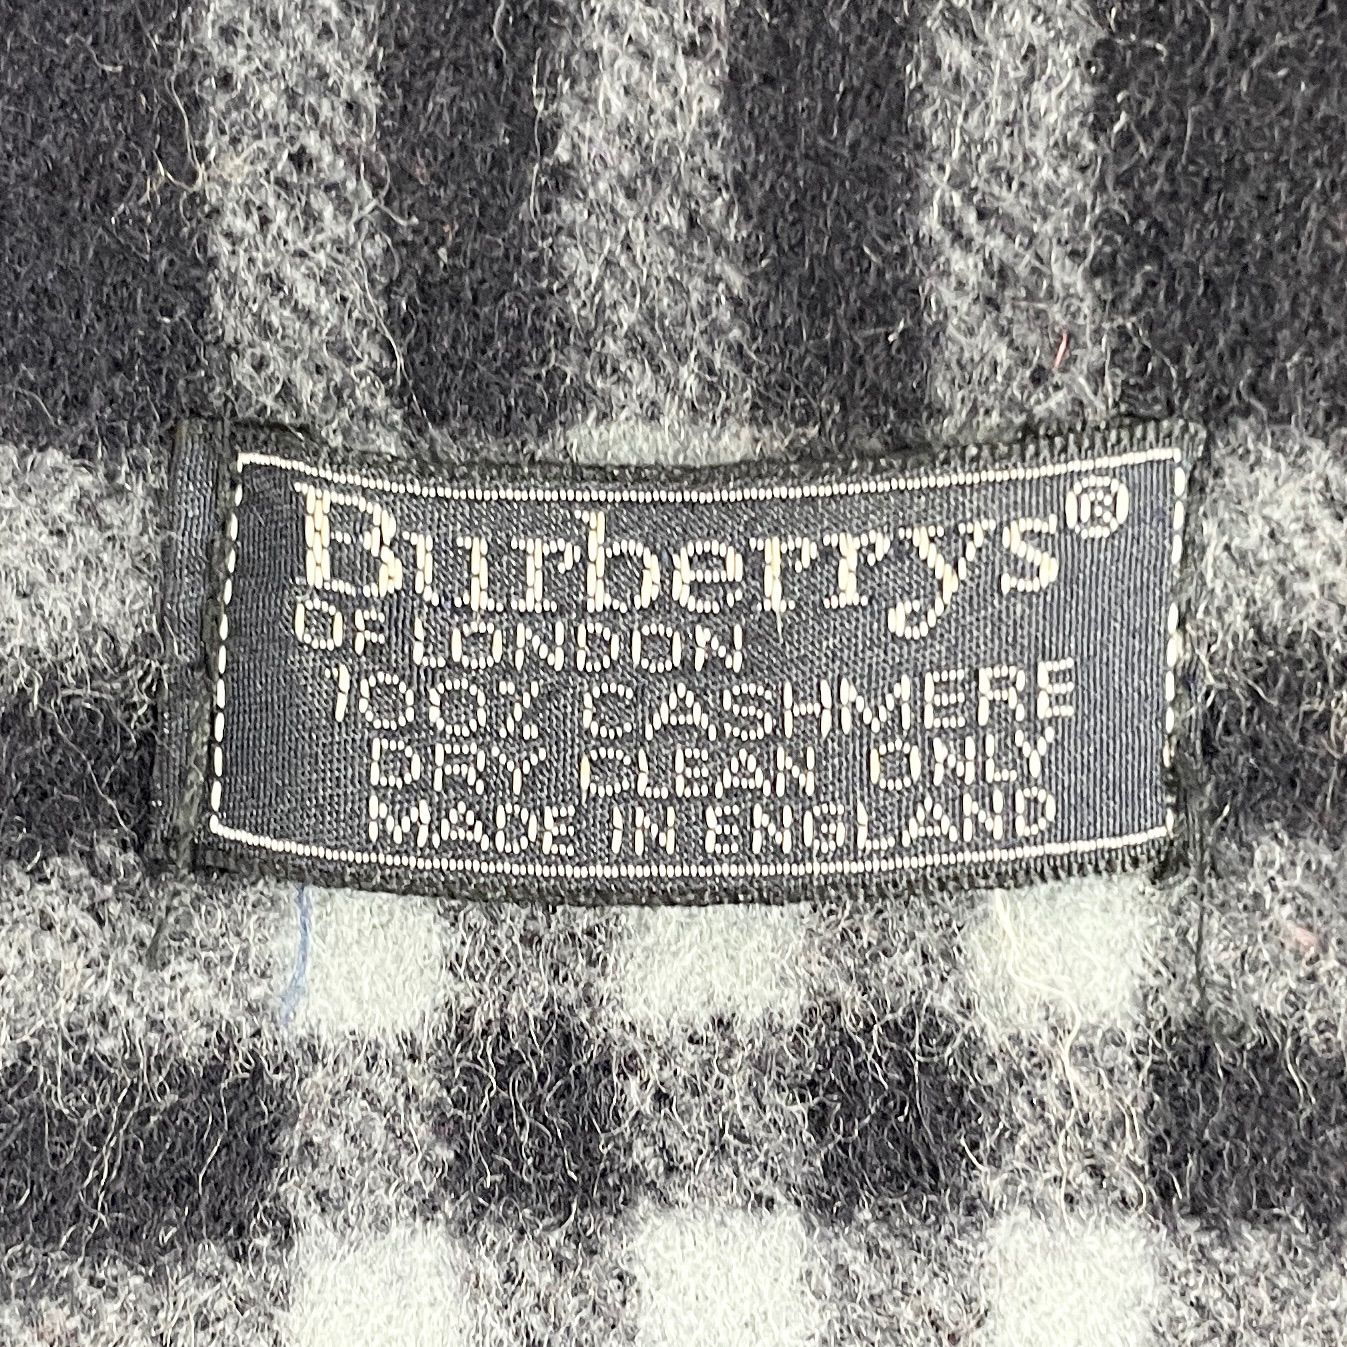 Burberrys®
OF LONDON
100% CASHMERE
DRY CLEAN ONLY
MADE IN ENGLAND